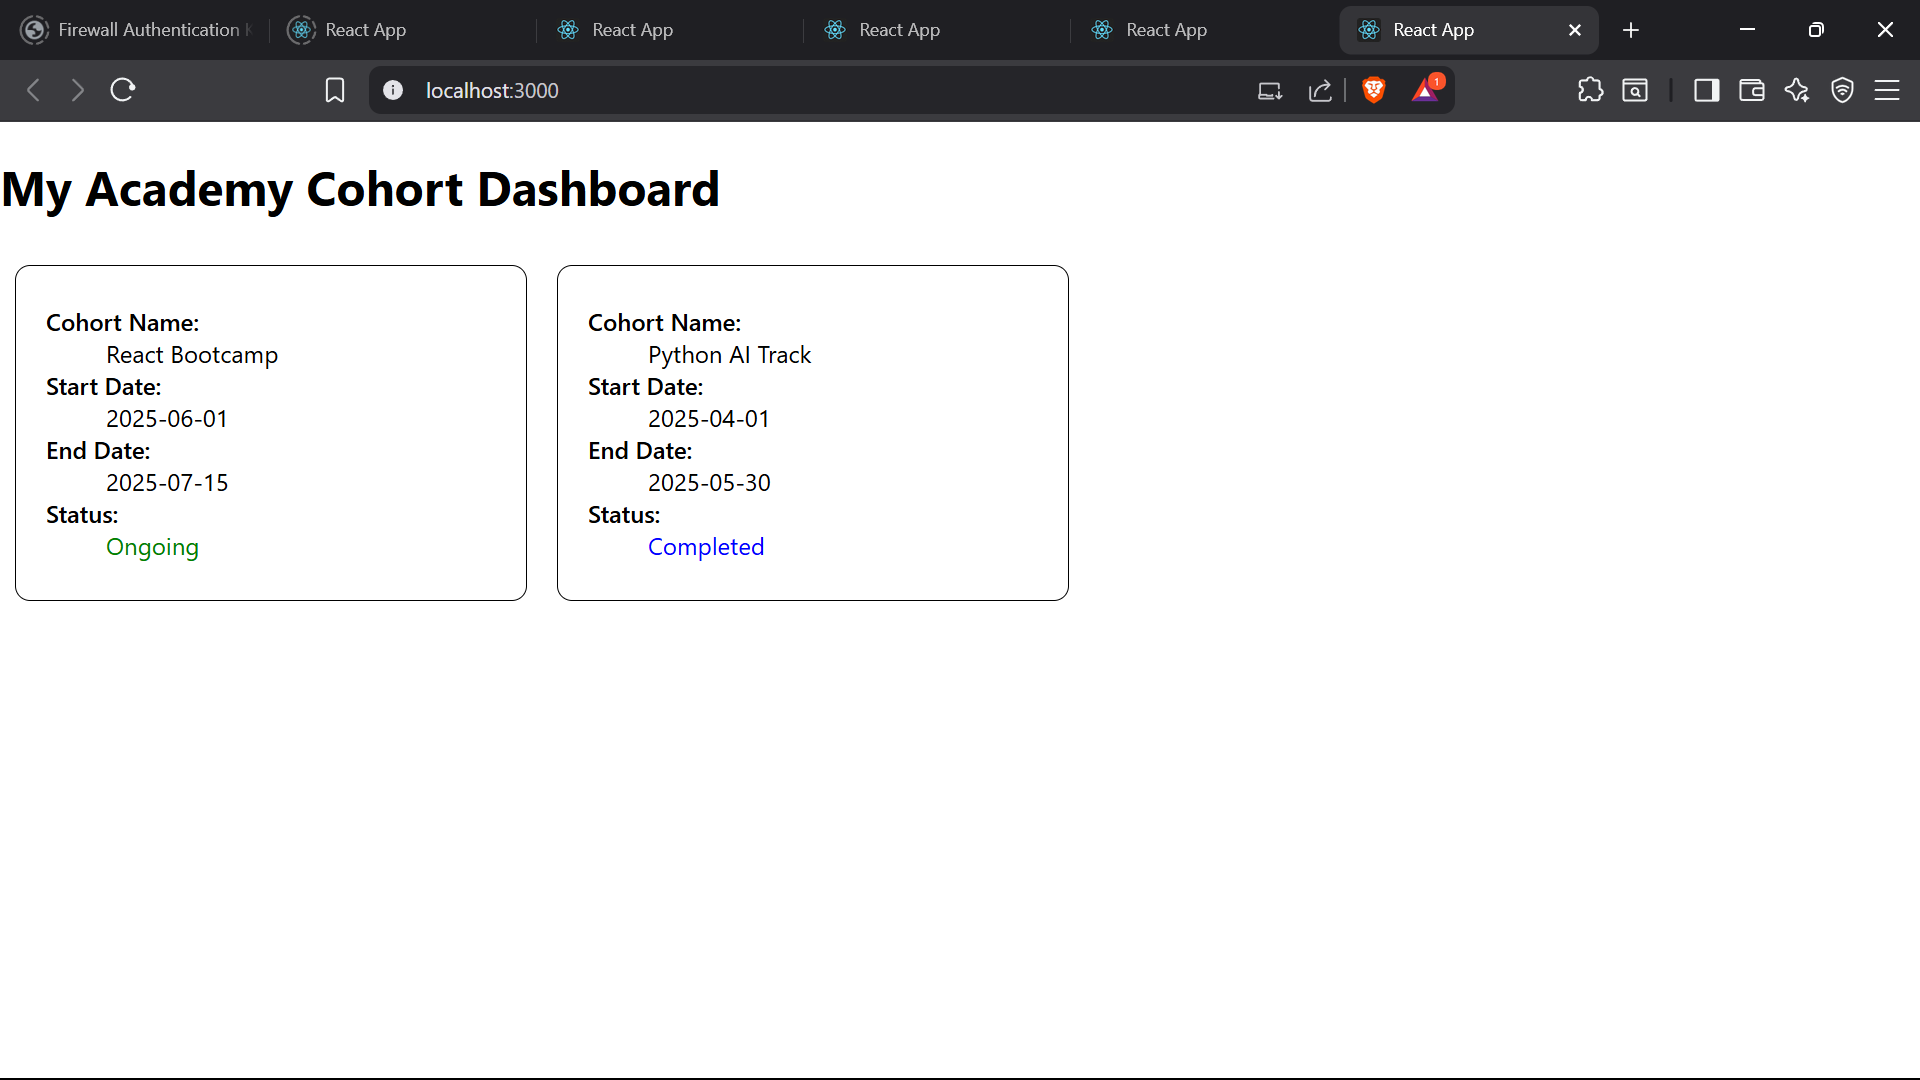 Firewall Authentication
React App
React App
React App
React App
React App
localhost:3000
1
My Academy Cohort Dashboard
Cohort Name:
React Bootcamp
Start Date:
2025-06-01
End Date:
2025-07-15
Status:
Ongoing
Cohort Name:
Python AI Track
Start Date:
2025-04-01
End Date:
2025-05-30
Status:
Completed